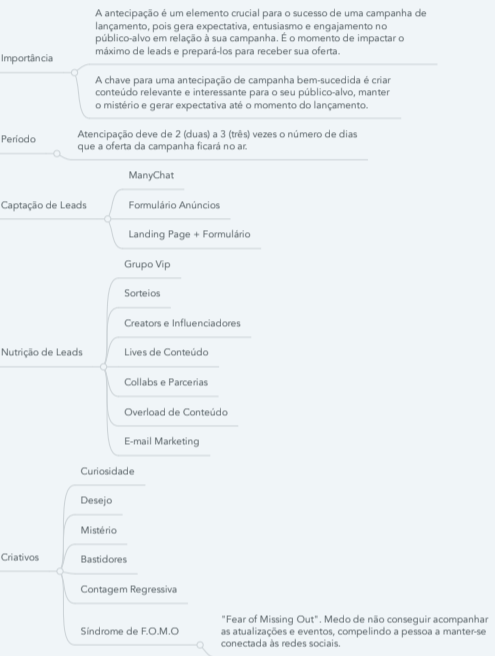 Importância
A antecipação é um elemento crucial para o sucesso de uma campanha de
lançamento, pois gera expectativa, entusiasmo e engajamento no
público-alvo em relação à sua campanha. É o momento de impactar o
máximo de leads e prepará-los para receber sua oferta.
A chave para uma antecipação de campanha bem-sucedida é criar
conteúdo relevante e interessante para o seu público-alvo, manter
o mistério e gerar expectativa até o momento do lançamento.
Período
Atencipação deve de 2 (duas) a 3 (três) vezes o número de dias
que a oferta da campanha ficará no ar.
Captação de Leads
ManyChat
Formulário Anúncios
Landing Page + Formulário
Nutrição de Leads
Grupo Vip
Sorteios
Creators e Influenciadores
Lives de Conteúdo
Collabs e Parcerias
Overload de Conteúdo
E-mail Marketing
Criativos
Curiosidade
Desejo
Mistério
Bastidores
Contagem Regressiva
Síndrome de F.O.M.O
"Fear of Missing Out". Medo de não conseguir acompanhar
as atualizações e eventos, compelindo a pessoa a manter-se
conectada às redes sociais.